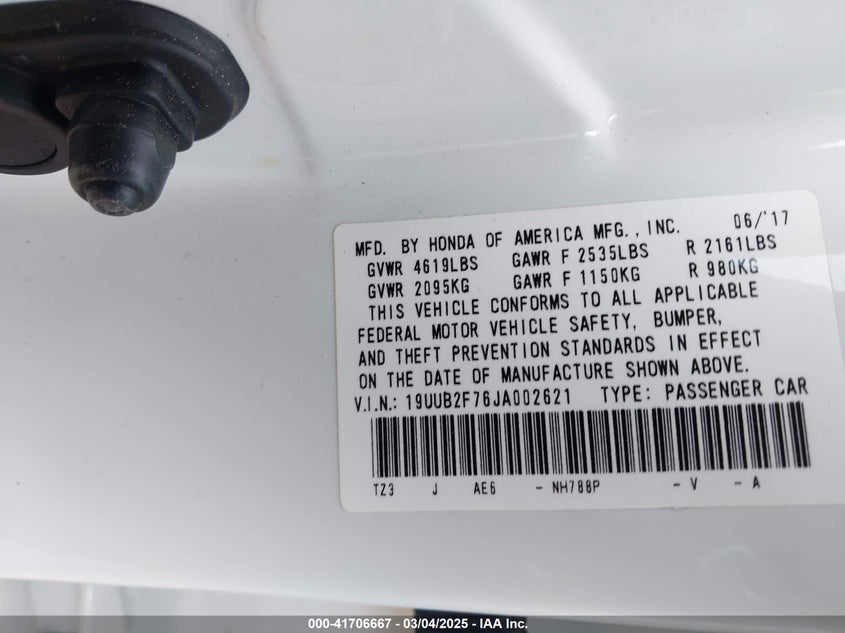 MFD. BY HONDA OF AMERICA MFG., INC. 06/'17
GVWR 4619LBS GAWR F 2535LBS R 2161LBS
GVWR 2095KG GAWR F 1150KG R 980KG
THIS VEHICLE CONFORMS TO ALL APPLICABLE
FEDERAL MOTOR VEHICLE SAFETY, BUMPER,
AND THEFT PREVENTION STANDARDS IN EFFECT
ON THE DATE OF MANUFACTURE SHOWN ABOVE.
V.I.N.: 19UUB2F76JA002621 TYPE: PASSENGER CAR
TZ3 J AE6 - NH788P - V - A
000-41706667 - 03/04/2025 - IAA Inc.